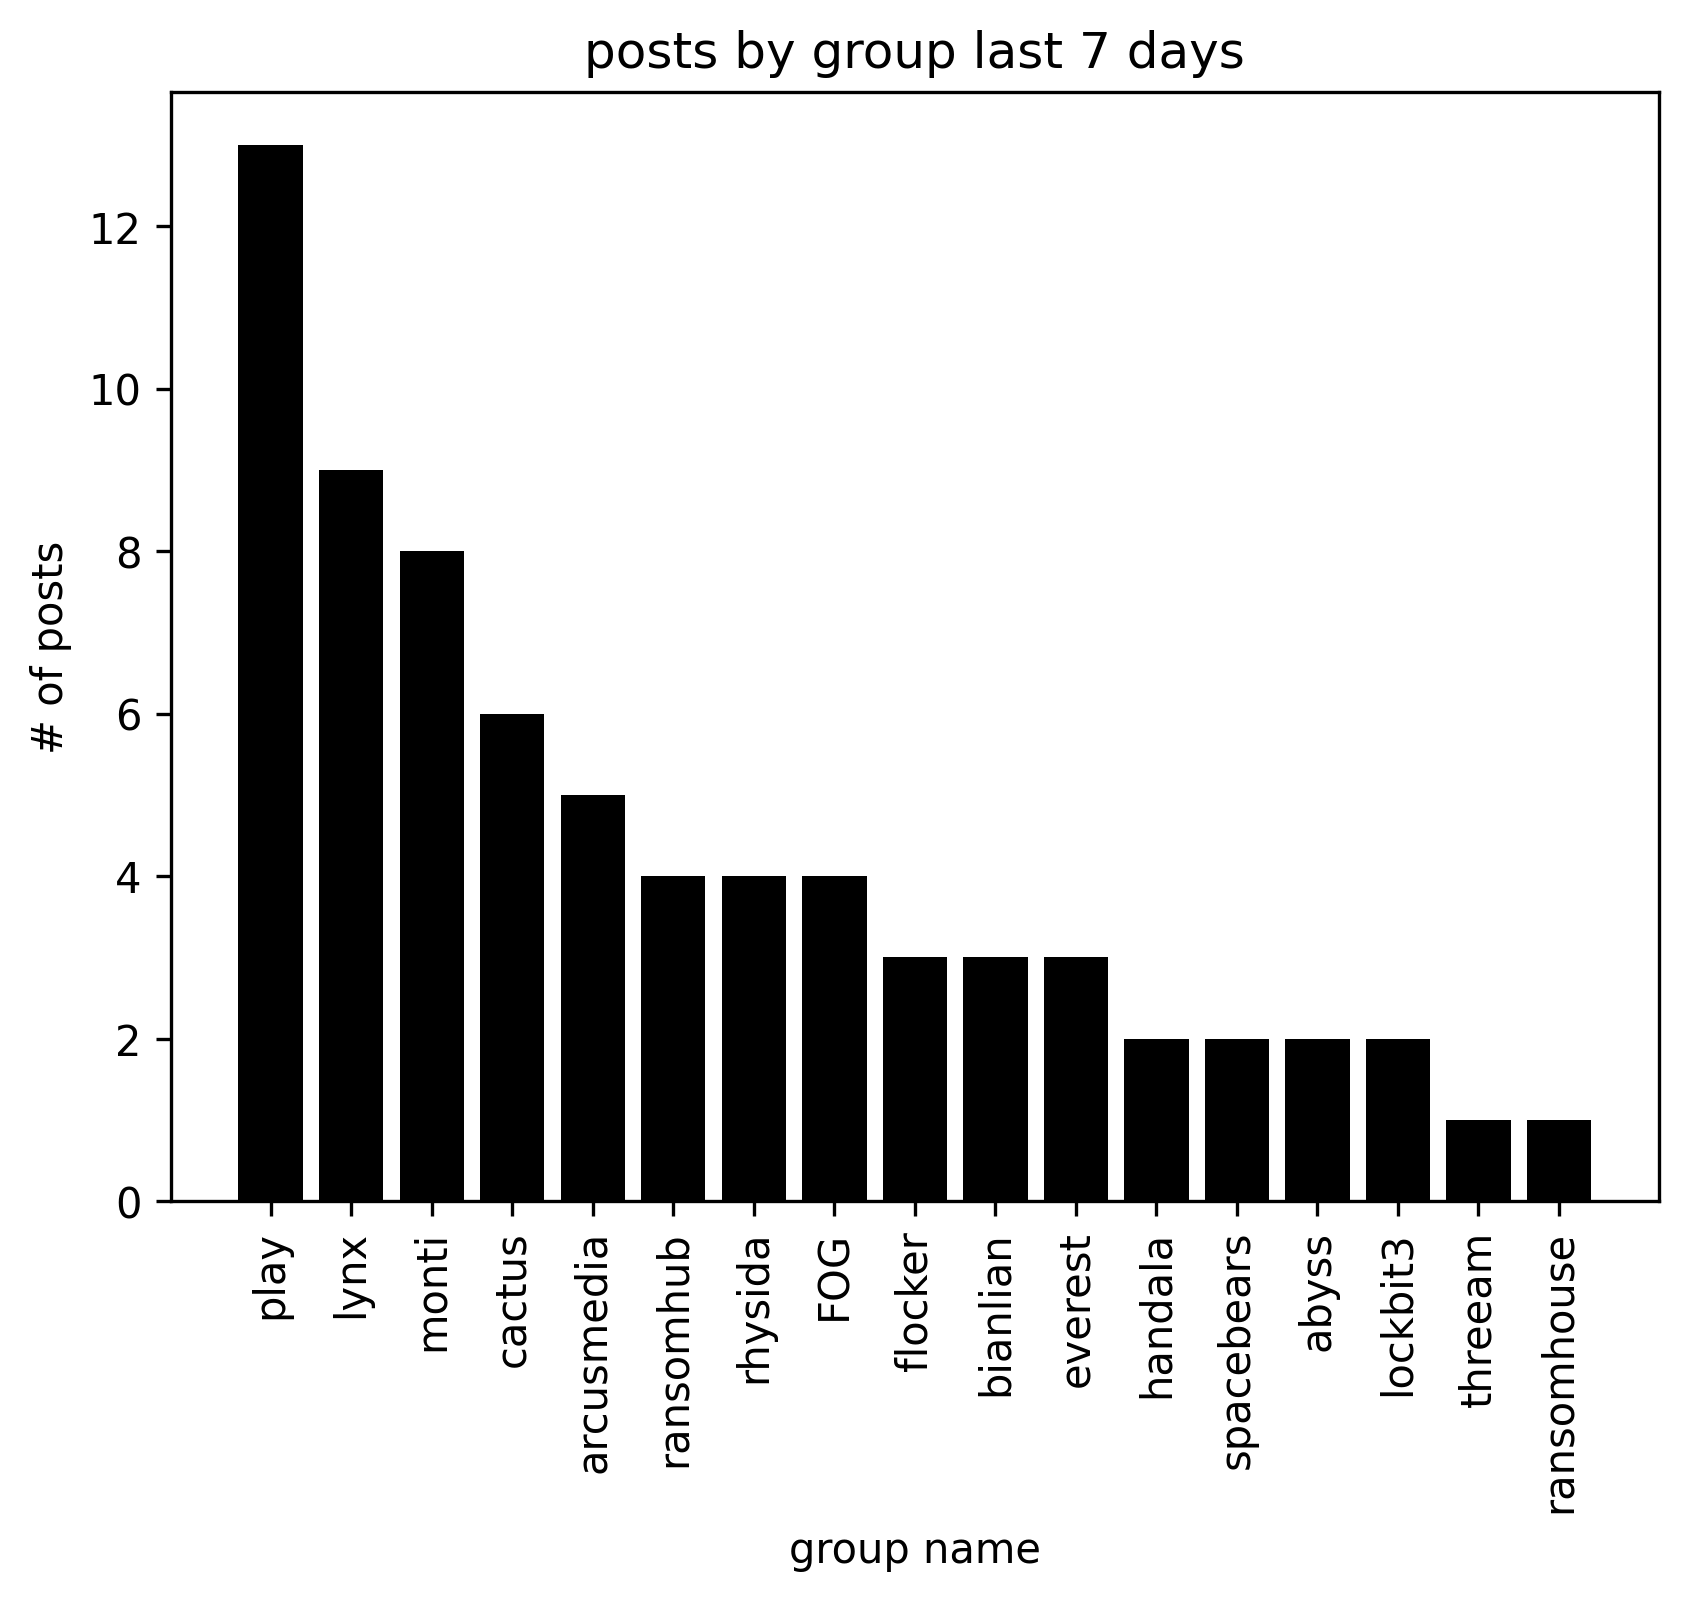 posts by group last 7 days
# of posts
12
10
8
6
4
2
0
play
lynx
monti
cactus
arcusmedia
ransomhub
rhysida
FOG
flocker
bianlian
everest
handala
spacebears
abyss
lockbit3
threeam
ransomhouse
group name